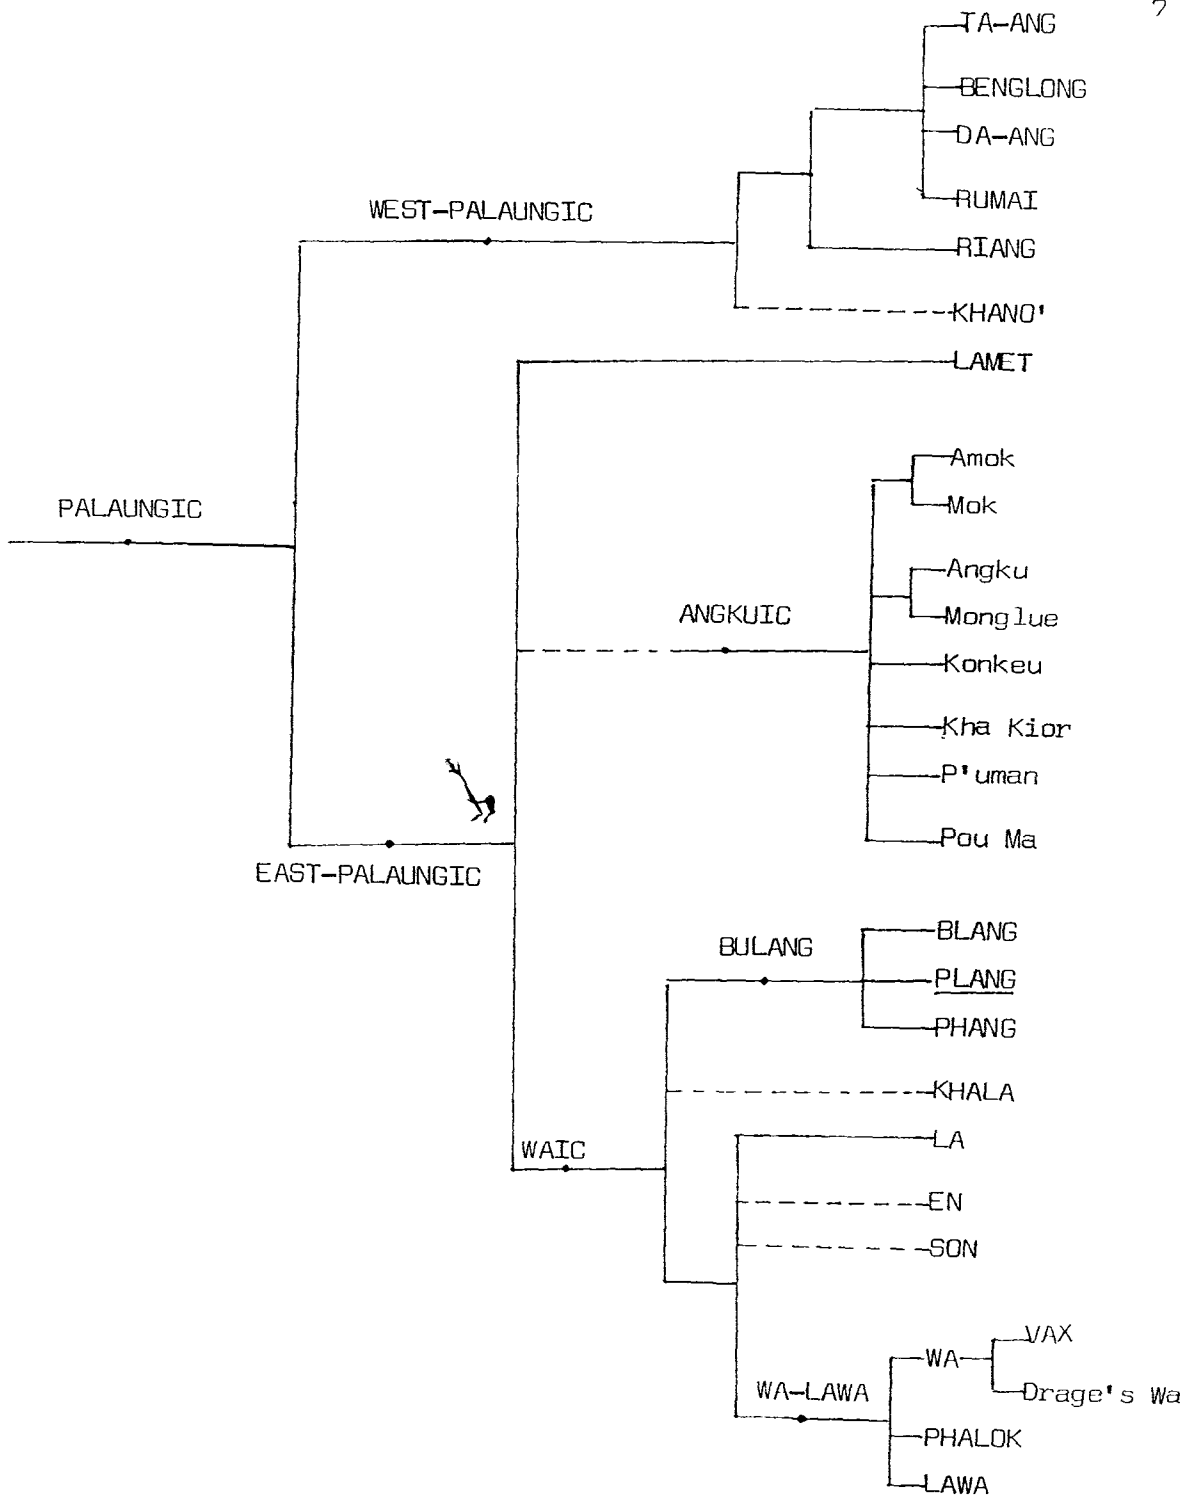 7
TA-ANG
BENGLONG
DA-ANG
RUMAI
WEST-PALAUNGIC
RIANG
KHANO'
LAMET
Amok
Mok
PALAUNGIC
Angku
Monglue
ANGKUIC
Konkeu
Kha Kior
P'uman
Pou Ma
EAST-PALAUNGIC
BLANG
BULANG
PLANG
PHANG
KHALA
LA
WAIC
EN
SON
VAX
WA
Drage's Wa
WA-LAWA
PHALOK
LAWA